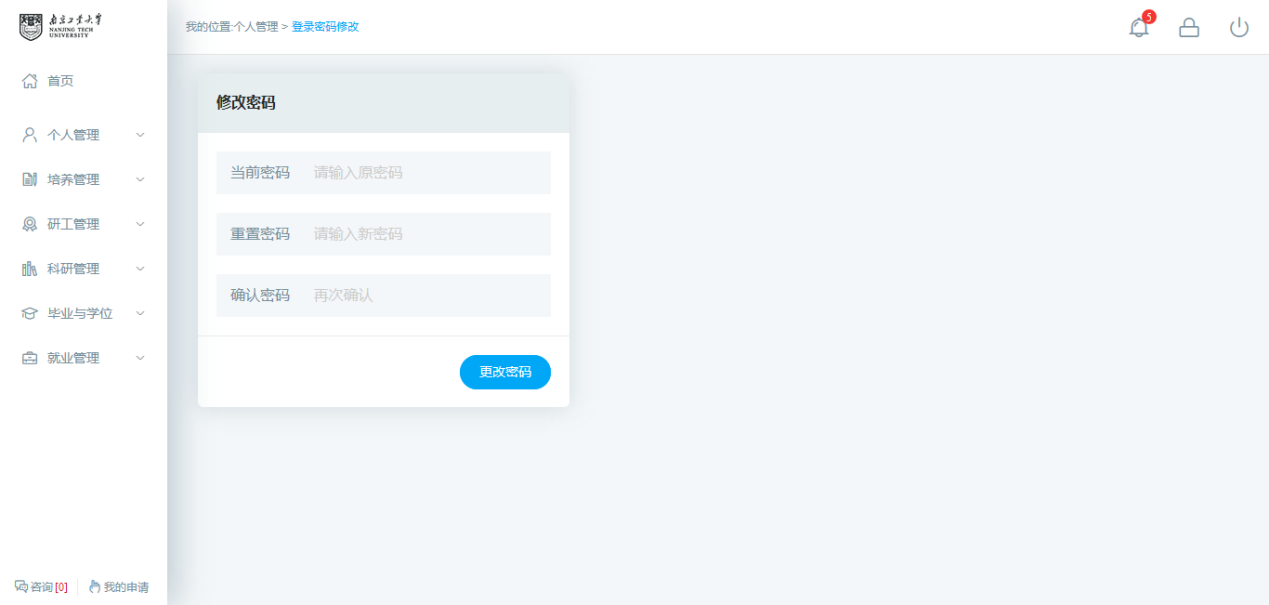 南京工业大学
NANJING TECH
UNIVERSITY
我的位置:个人管理 > 登录密码修改
5
首页
个人管理
培养管理
研工管理
科研管理
毕业与学位
就业管理
修改密码
当前密码 请输入原密码
重置密码 请输入新密码
确认密码 再次确认
更改密码
咨询[0] 我的申请